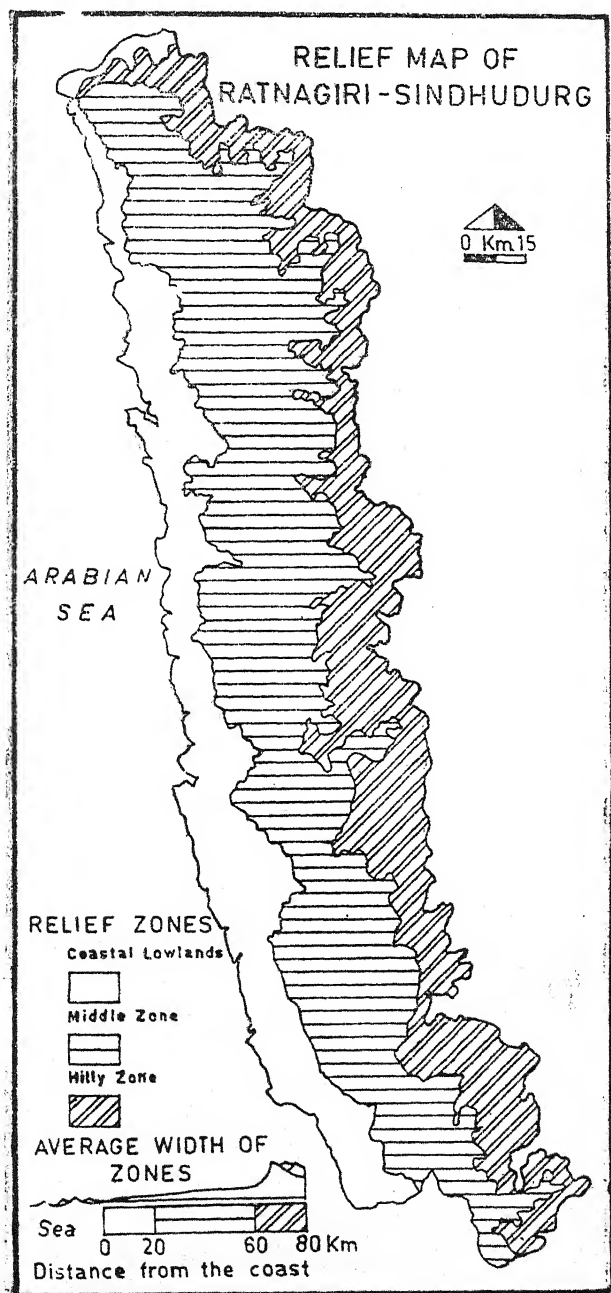 RELIEF MAP OF
RATNAGIRI-SINDHUDURG
0 Km.15
ARABIAN
SEA
RELIEF ZONES
Coastal Lowlands
Middle Zone
Hilly Zone
AVERAGE WIDTH OF
ZONES
Sea
0 20 60 80 Km
Distance from the coast